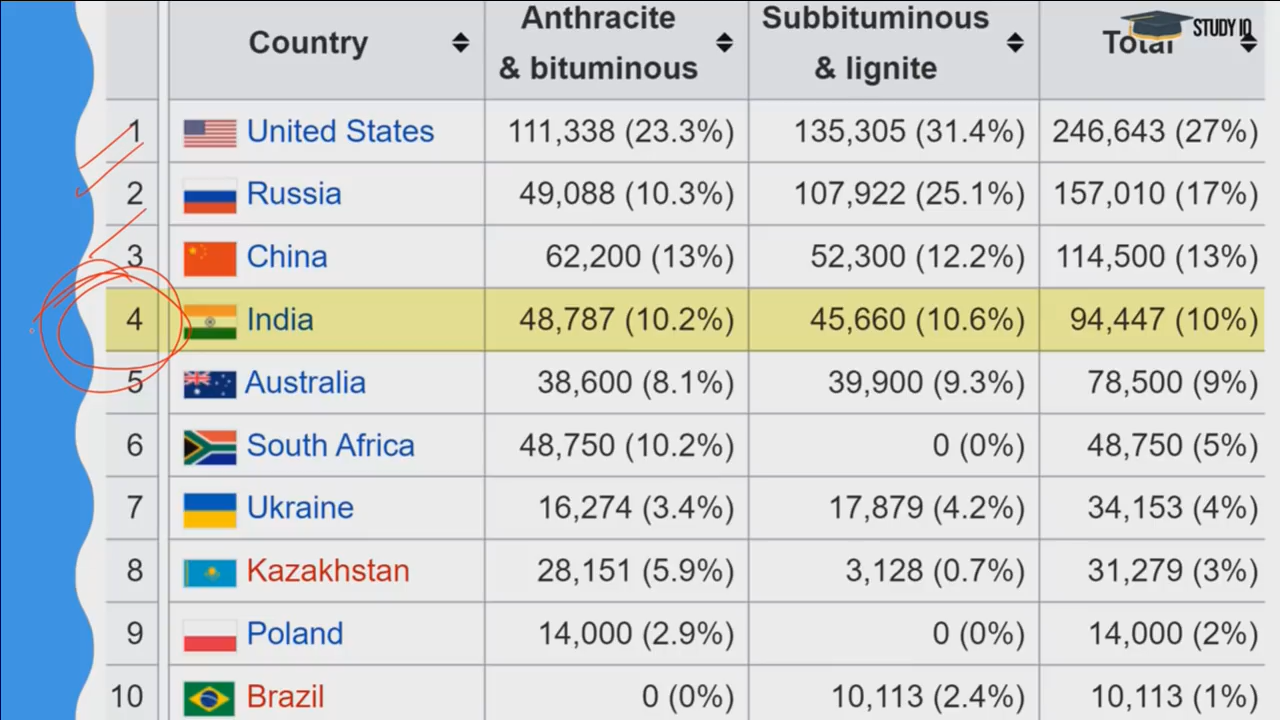 Country Anthracite & bituminous Subbituminous & lignite Total STUDY IQ
1 United States 111,338 (23.3%) 135,305 (31.4%) 246,643 (27%)
2 Russia 49,088 (10.3%) 107,922 (25.1%) 157,010 (17%)
3 China 62,200 (13%) 52,300 (12.2%) 114,500 (13%)
4 India 48,787 (10.2%) 45,660 (10.6%) 94,447 (10%)
5 Australia 38,600 (8.1%) 39,900 (9.3%) 78,500 (9%)
6 South Africa 48,750 (10.2%) 0 (0%) 48,750 (5%)
7 Ukraine 16,274 (3.4%) 17,879 (4.2%) 34,153 (4%)
8 Kazakhstan 28,151 (5.9%) 3,128 (0.7%) 31,279 (3%)
9 Poland 14,000 (2.9%) 0 (0%) 14,000 (2%)
10 Brazil 0 (0%) 10,113 (2.4%) 10,113 (1%)